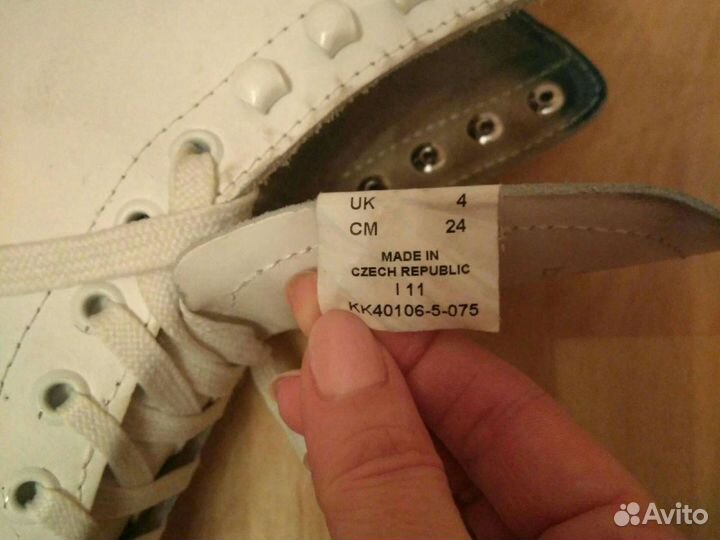 UK 4
CM 24
MADE IN
CZECH REPUBLIC
I 11
KK40106-5-075
Avito